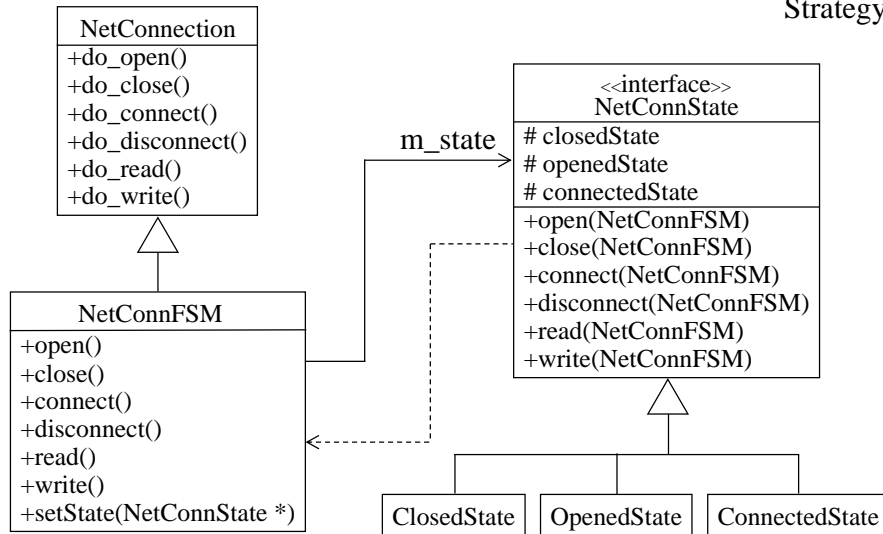 Strategy
NetConnection
+do_open()
+do_close()
+do_connect()
+do_disconnect()
+do_read()
+do_write()
<<interface>>
NetConnState
# closedState
# openedState
# connectedState
+open(NetConnFSM)
+close(NetConnFSM)
+connect(NetConnFSM)
+disconnect(NetConnFSM)
+read(NetConnFSM)
+write(NetConnFSM)
m_state
NetConnFSM
+open()
+close()
+connect()
+disconnect()
+read()
+write()
+setState(NetConnState *)
ClosedState
OpenedState
ConnectedState